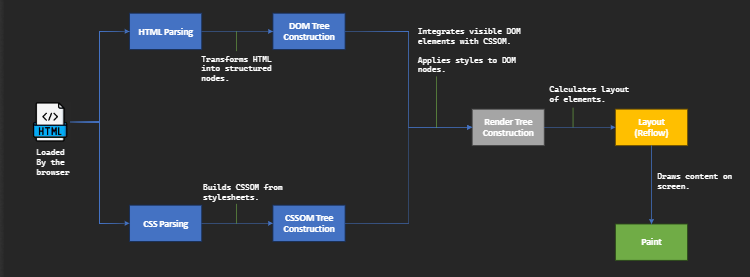 HTML Parsing
DOM Tree
Construction
Transforms HTML
into structured
nodes.
Integrates visible DOM
elements with CSSOM.
Applies styles to DOM
nodes.
</>
HTML
Loaded
By the
browser
Render Tree
Construction
Calculates layout
of elements.
Layout
(Reflow)
Builds CSSOM from
stylesheets.
CSS Parsing
CSSOM Tree
Construction
Draws content on
screen.
Paint